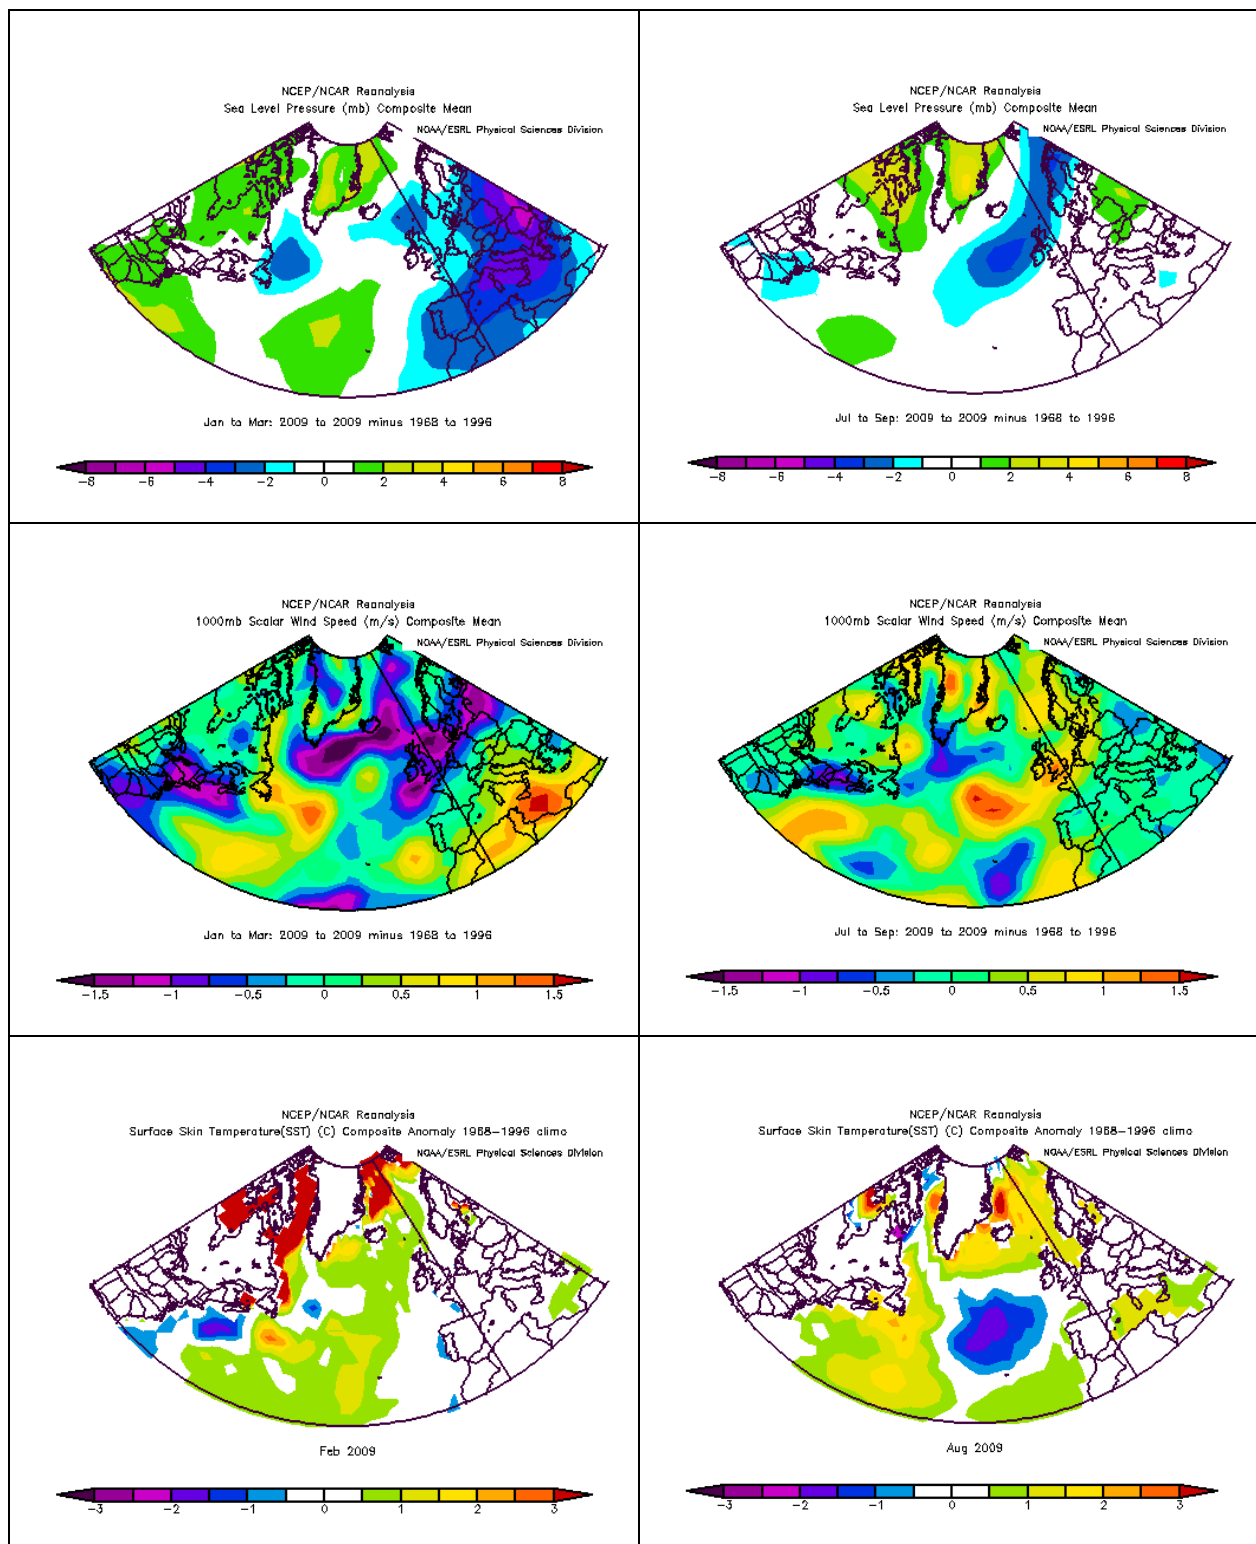 NCEP/NCAR Reanalysis
Sea Level Pressure (mb) Composite Mean
NOAA/ESRL Physical Sciences Division
Jan to Mar: 2009 to 2009 minus 1968 to 1996
-8 -6 -4 -2 0 2 4 6 8
NCEP/NCAR Reanalysis
Sea Level Pressure (mb) Composite Mean
NOAA/ESRL Physical Sciences Division
Jul to Sep: 2009 to 2009 minus 1968 to 1996
-8 -6 -4 -2 0 2 4 6 8
NCEP/NCAR Reanalysis
1000mb Scalar Wind Speed (m/s) Composite Mean
NOAA/ESRL Physical Sciences Division
Jan to Mar: 2009 to 2009 minus 1968 to 1996
-1.5 -1 -0.5 0 0.5 1 1.5
NCEP/NCAR Reanalysis
1000mb Scalar Wind Speed (m/s) Composite Mean
NOAA/ESRL Physical Sciences Division
Jul to Sep: 2009 to 2009 minus 1968 to 1996
-1.5 -1 -0.5 0 0.5 1 1.5
NCEP/NCAR Reanalysis
Surface Skin Temperature(SST) (C) Composite Anomaly 1968-1996 climo
NOAA/ESRL Physical Sciences Division
Feb 2009
-3 -2 -1 0 1 2 3
NCEP/NCAR Reanalysis
Surface Skin Temperature(SST) (C) Composite Anomaly 1968-1996 climo
NOAA/ESRL Physical Sciences Division
Aug 2009
-3 -2 -1 0 1 2 3